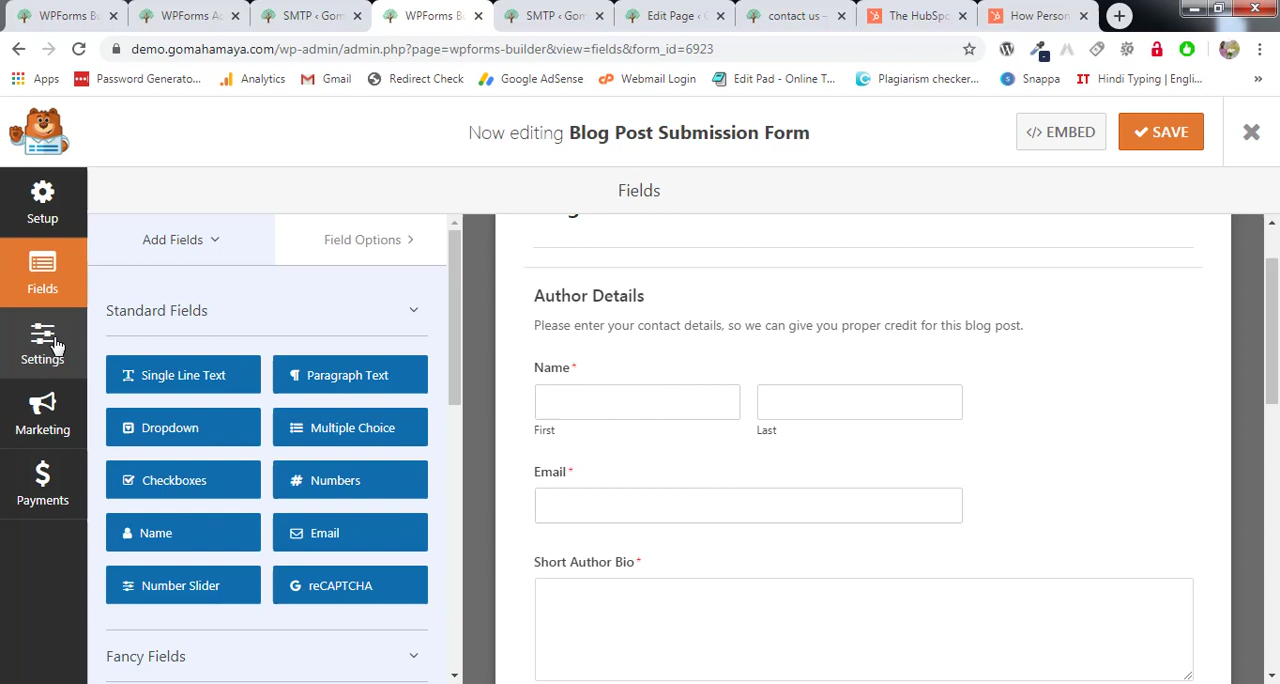 WPForms Bu
WPForms Ac
SMTP ‹ Gom
WPForms Bu
SMTP ‹ Gom
Edit Page ‹ G
contact us –
The HubSpo
How Person
demo.gomahamaya.com/wp-admin/admin.php?page=wpforms-builder&view=fields&form_id=6923
Apps
Password Generato...
Analytics
Gmail
Redirect Check
Google AdSense
Webmail Login
Edit Pad - Online T...
Plagiarism checker...
Snappa
IT Hindi Typing | Engli...
»
Now editing Blog Post Submission Form
</> EMBED
SAVE
Setup
Fields
Settings
Marketing
Payments
Fields
Add Fields
Field Options
Standard Fields
Single Line Text
Paragraph Text
Dropdown
Multiple Choice
Checkboxes
# Numbers
Name
Email
Number Slider
G reCAPTCHA
Fancy Fields
Author Details
Please enter your contact details, so we can give you proper credit for this blog post.
Name*
First
Last
Email*
Short Author Bio*